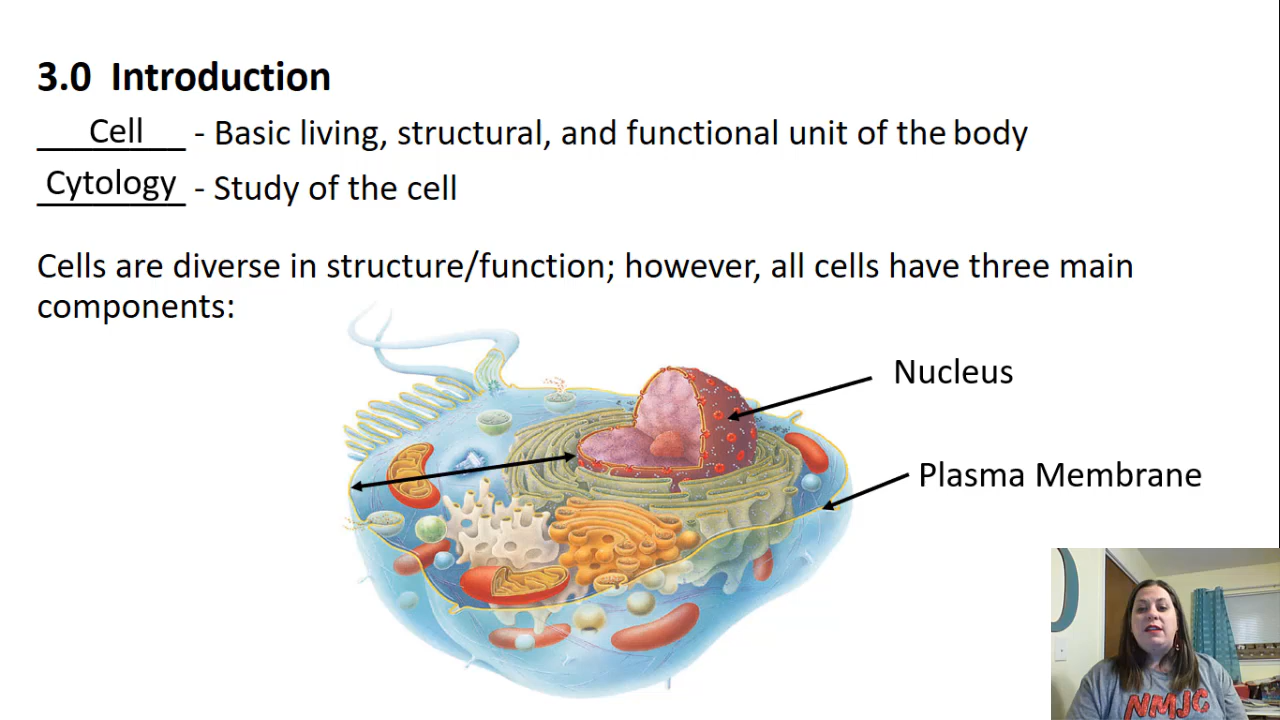 3.0 Introduction
Cell - Basic living, structural, and functional unit of the body
Cytology - Study of the cell
Cells are diverse in structure/function; however, all cells have three main
components:
Nucleus
Plasma Membrane
NMJC